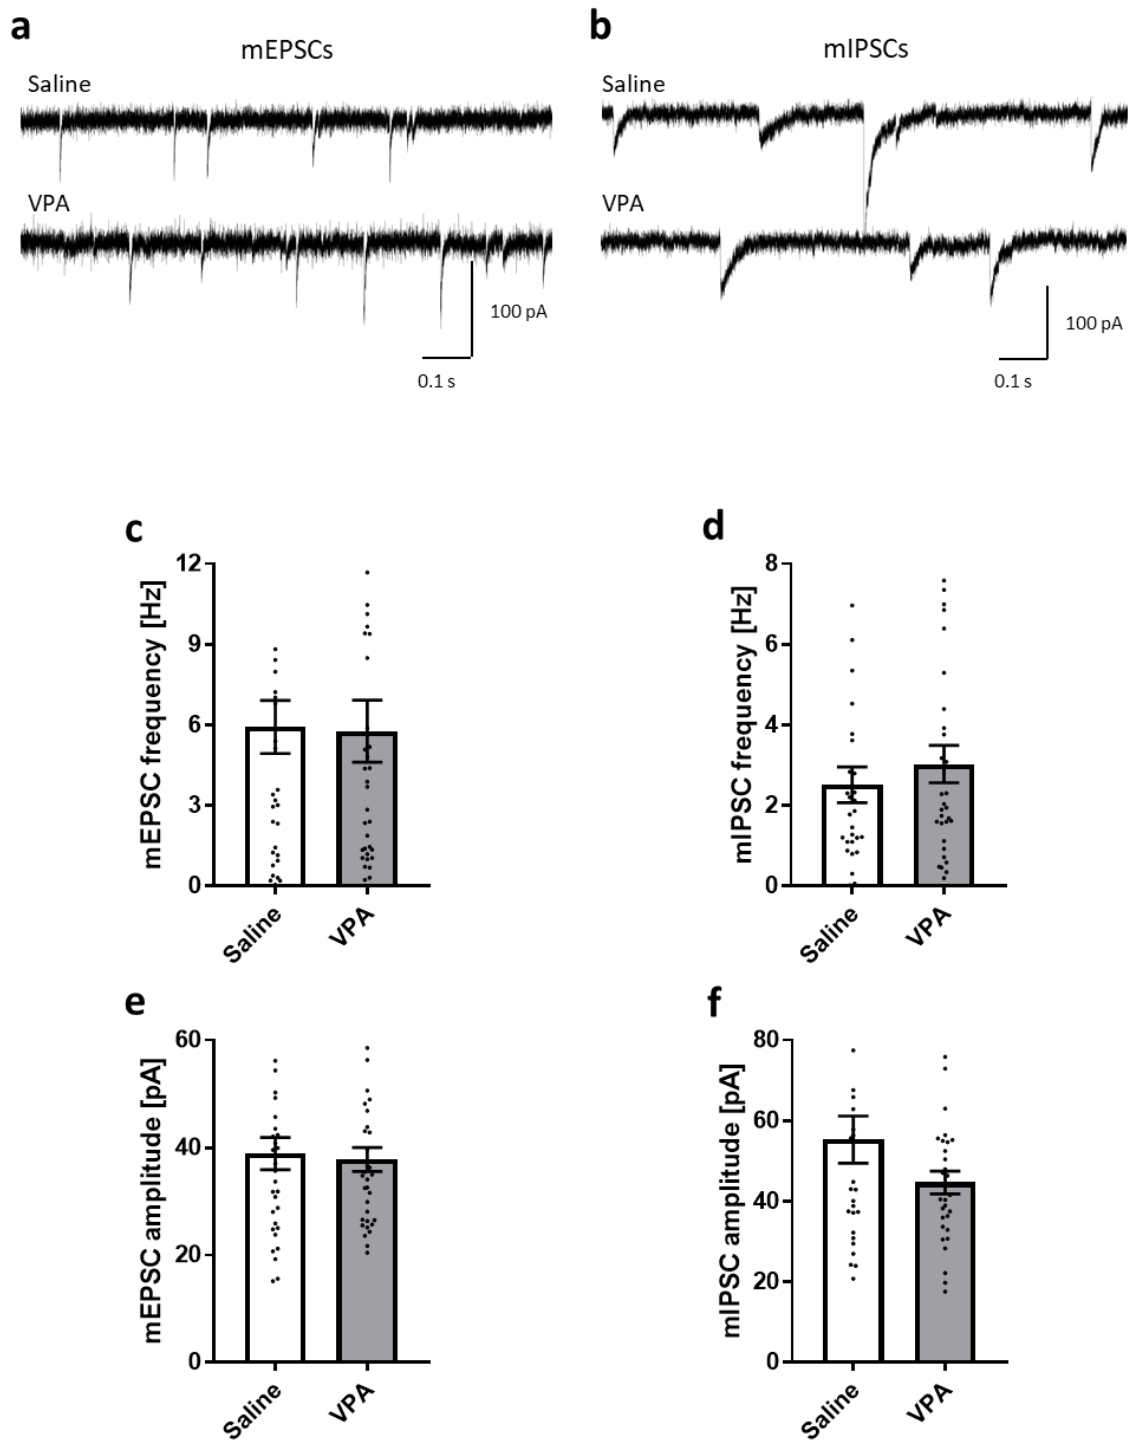 a
mEPSCs
Saline
VPA
100 pA
0.1 s
b
mIPSCs
Saline
VPA
100 pA
0.1 s
c
mEPSC frequency [Hz]
12
9
6
3
0
Saline
VPA
d
mIPSC frequency [Hz]
8
6
4
2
0
Saline
VPA
e
mEPSC amplitude [pA]
60
40
20
0
Saline
VPA
f
mIPSC amplitude [pA]
80
60
40
20
0
Saline
VPA